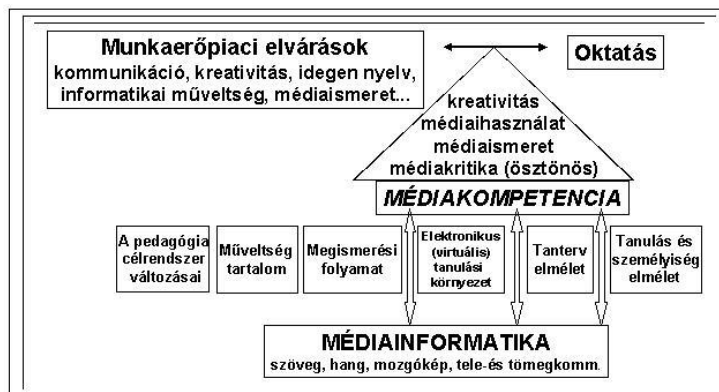 Munkaerőpiaci elvárások
kommunikáció, kreativitás, idegen nyelv,
informatikai műveltség, médiaismeret...
Oktatás
kreativitás
médiaihasználat
médiaismeret
médiakritika (ösztönös)
MÉDIAKOMPETENCIA
A pedagógia
célrendszer
változásai
Műveltség
tartalom
Megismerési
folyamat
Elektronikus
(virtuális)
tanulási
környezet
Tanterv
elmélet
Tanulás és
személyiség
elmélet
MÉDIAINFORMATIKA
szöveg, hang, mozgókép, tele-és tömegkomm.